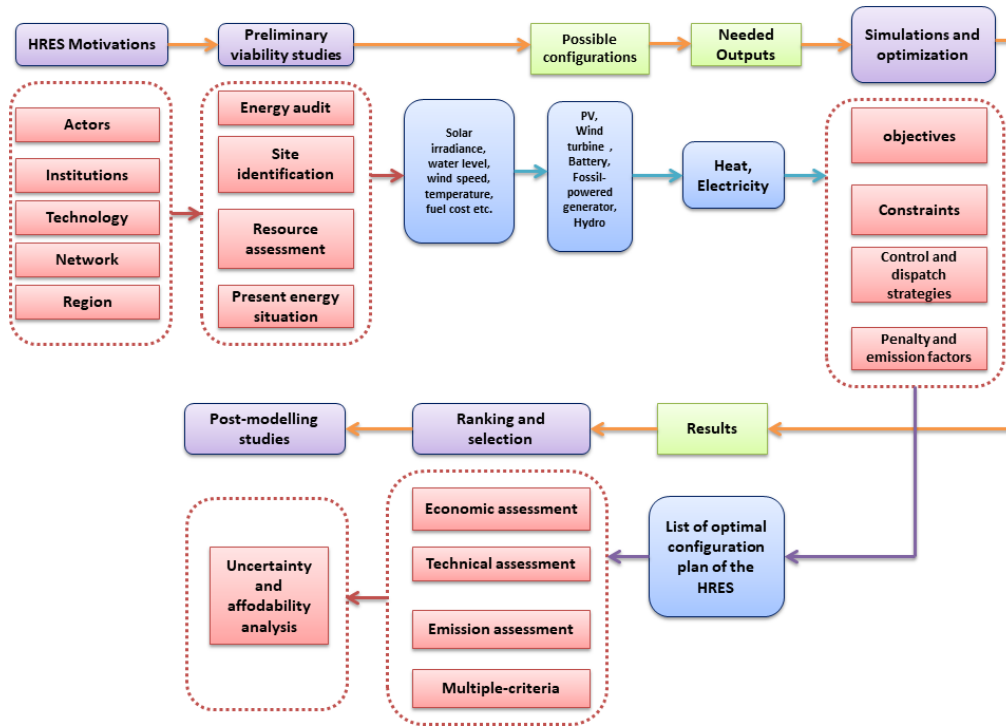 HRES Motivations
Preliminary
viability studies
Possible
configurations
Needed
Outputs
Simulations and
optimization
Actors
Institutions
Technology
Network
Region
Energy audit
Site
identification
Resource
assessment
Present energy
situation
Solar
irradiance,
water level,
wind speed,
temperature,
fuel cost etc.
PV,
Wind
turbine ,
Battery,
Fossil-
powered
generator,
Hydro
Heat,
Electricity
objectives
Constraints
Control and
dispatch
strategies
Penalty and
emission factors
Post-modelling
studies
Ranking and
selection
Results
Uncertainty
and
affodability
analysis
Economic assessment
Technical assessment
Emission assessment
Multiple-criteria
List of optimal
configuration
plan of the
HRES